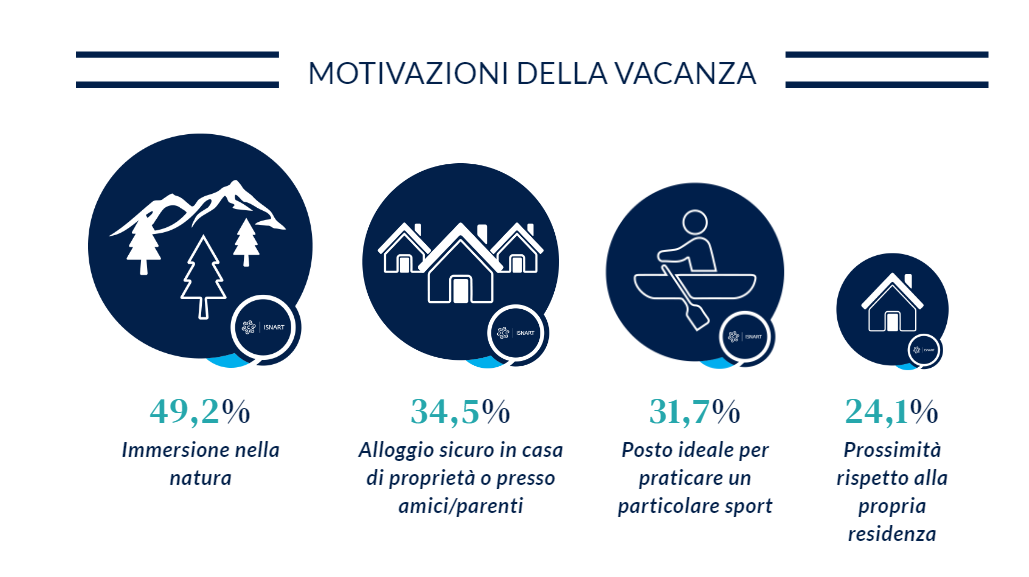 MOTIVAZIONI DELLA VACANZA
ISNART
ISNART
ISNART
ISNART
49,2%
Immersione nella
natura
34,5%
Alloggio sicuro in casa
di proprietà o presso
amici/parenti
31,7%
Posto ideale per
praticare un
particolare sport
24,1%
Prossimità
rispetto alla
propria
residenza